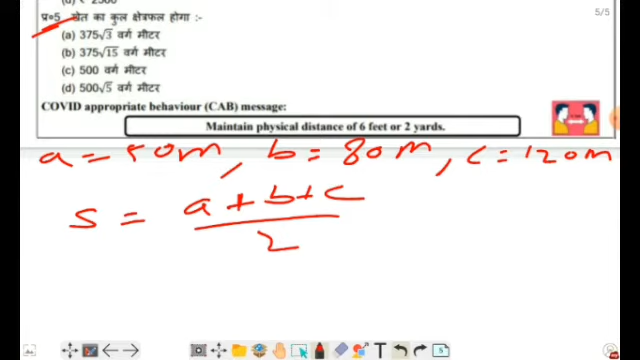 (d) ₹ 2500
5/5
प्र०5 खेत का कुल क्षेत्रफल होगा :-
(a) 375√3 वर्ग मीटर
(b) 375√15 वर्ग मीटर
(c) 500 वर्ग मीटर
(d) 500√5 वर्ग मीटर
COVID appropriate behaviour (CAB) message:
Maintain physical distance of 6 feet or 2 yards.
a = 50m, b = 80m, c = 120m
s = a + b + c / 2